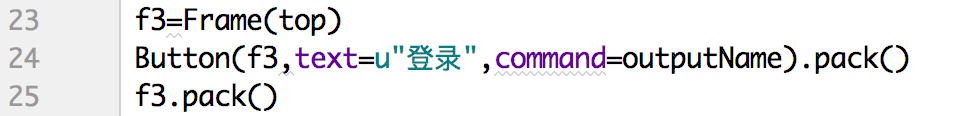 23 f3=Frame(top)
24 Button(f3,text=u"登录",command=outputName).pack()
25 f3.pack()